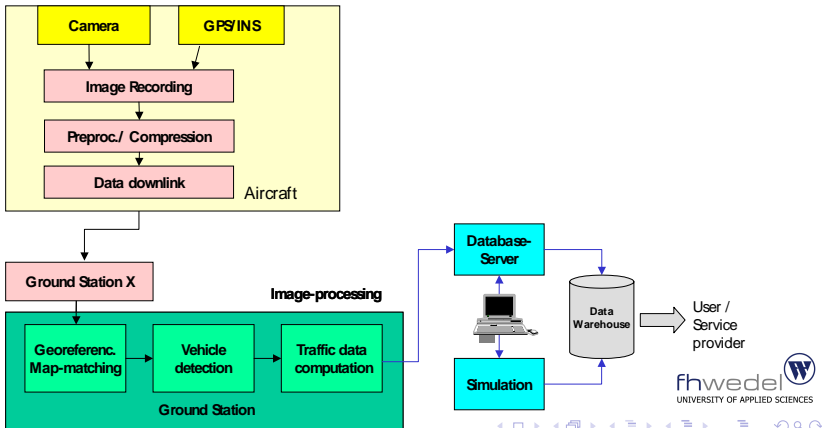 Camera
GPS/INS
Image Recording
Preproc./ Compression
Data downlink
Aircraft
Ground Station X
Image-processing
Georeferenc.
Map-matching
Vehicle
detection
Traffic data
computation
Ground Station
Database-
Server
Simulation
Data
Warehouse
User /
Service
provider
fhwedel
W
UNIVERSITY OF APPLIED SCIENCES